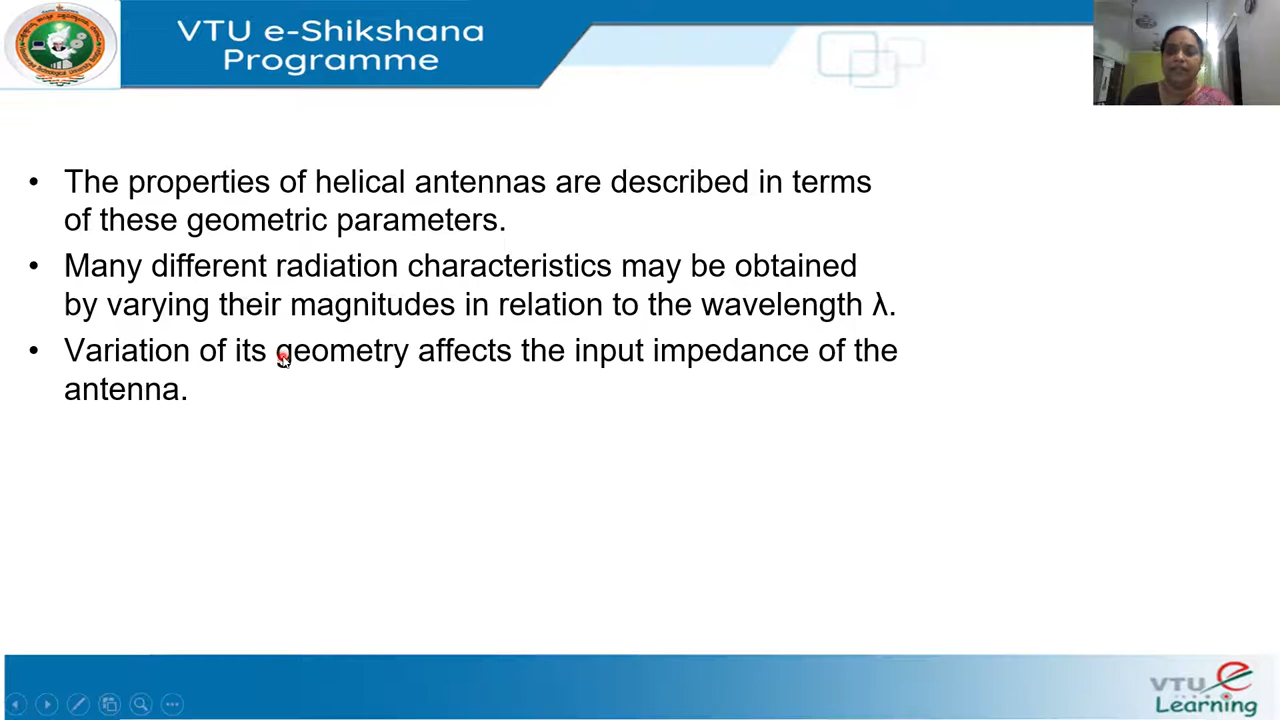 VTU e-Shikshana
Programme
• The properties of helical antennas are described in terms
of these geometric parameters.
• Many different radiation characteristics may be obtained
by varying their magnitudes in relation to the wavelength λ.
• Variation of its geometry affects the input impedance of the
antenna.
VTU e
Learning